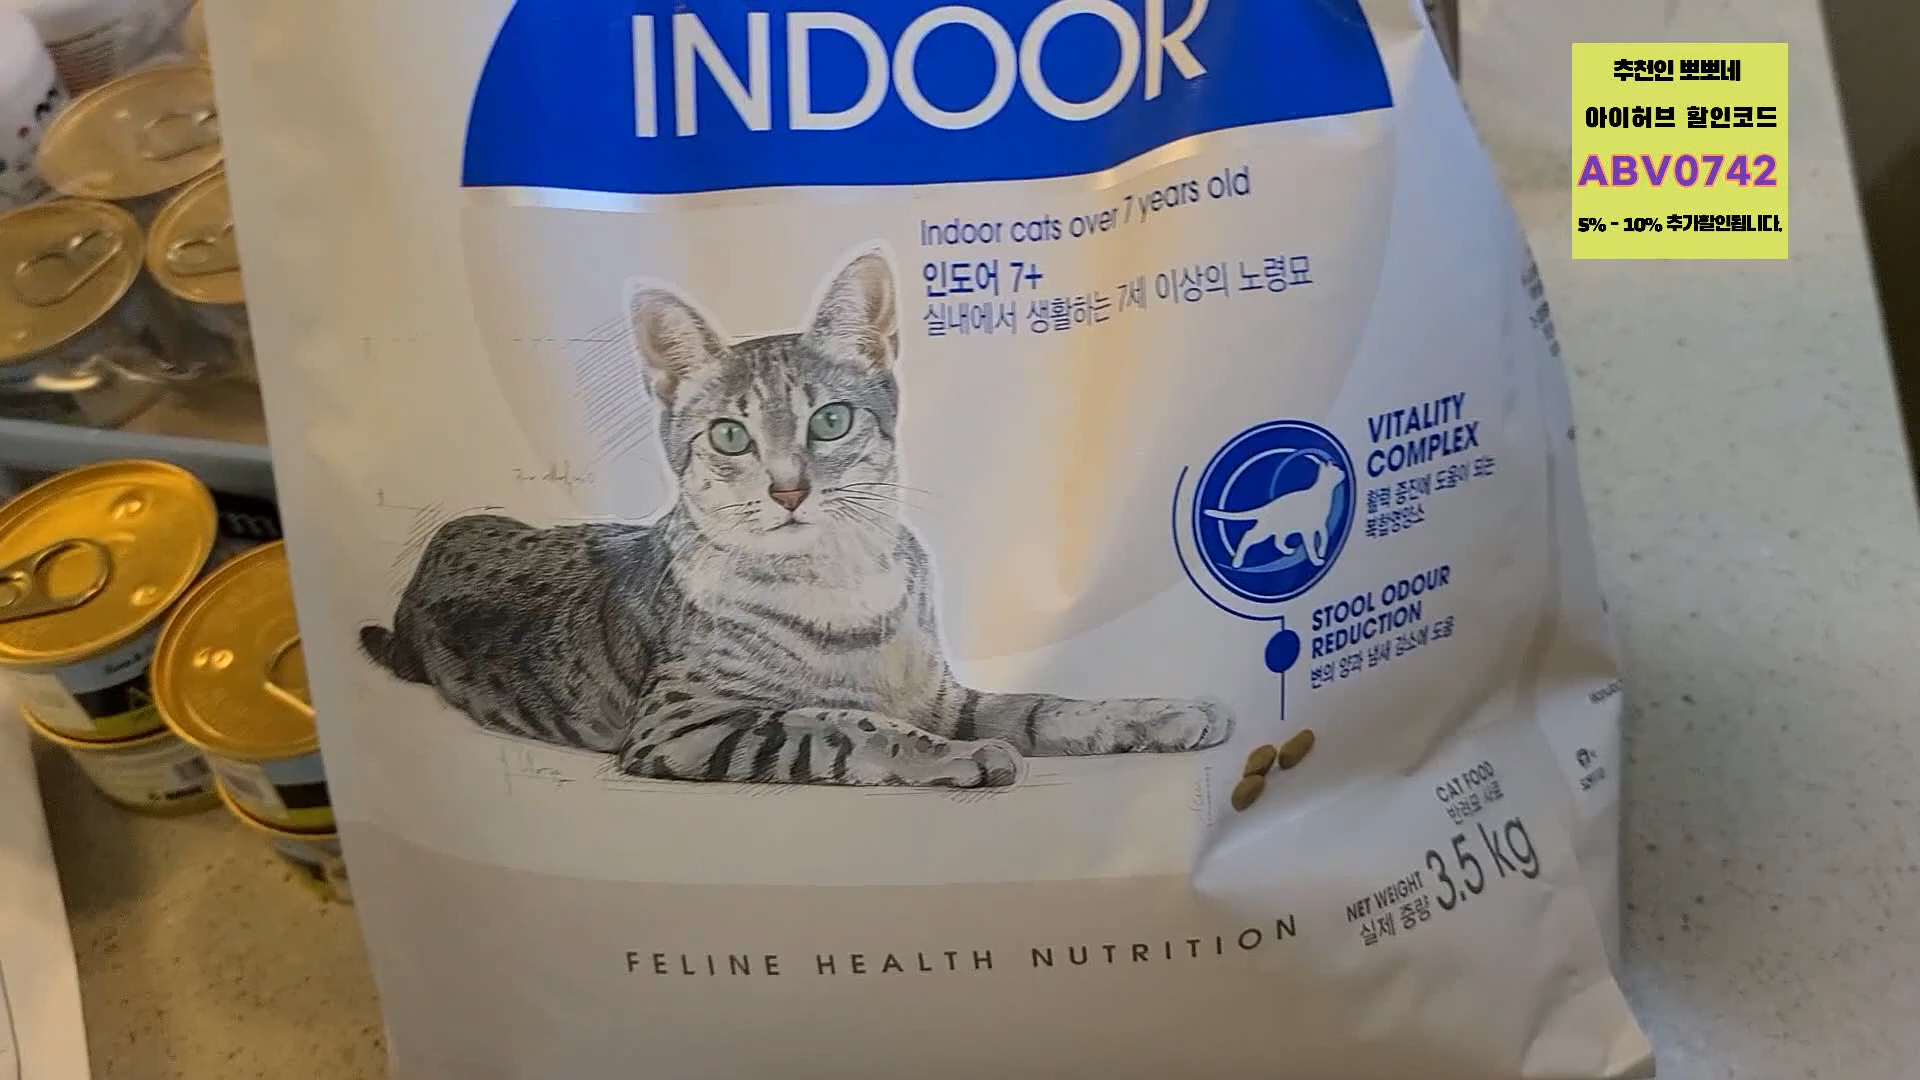 INDOOR
Indoor cats over 7 years old
인도어 7+
실내에서 생활하는 7세 이상의 노령묘
VITALITY
COMPLEX
활력 증진에 도움이 되는
복합영양소
STOOL ODOUR
REDUCTION
변의 양과 냄새 감소에 도움
CAT FOOD
반려묘 사료
NET WEIGHT 3.5 kg
실제 중량
FELINE HEALTH NUTRITION
추천인 뽀뽀네
아이허브 할인코드
ABV0742
5% - 10% 추가할인됩니다.